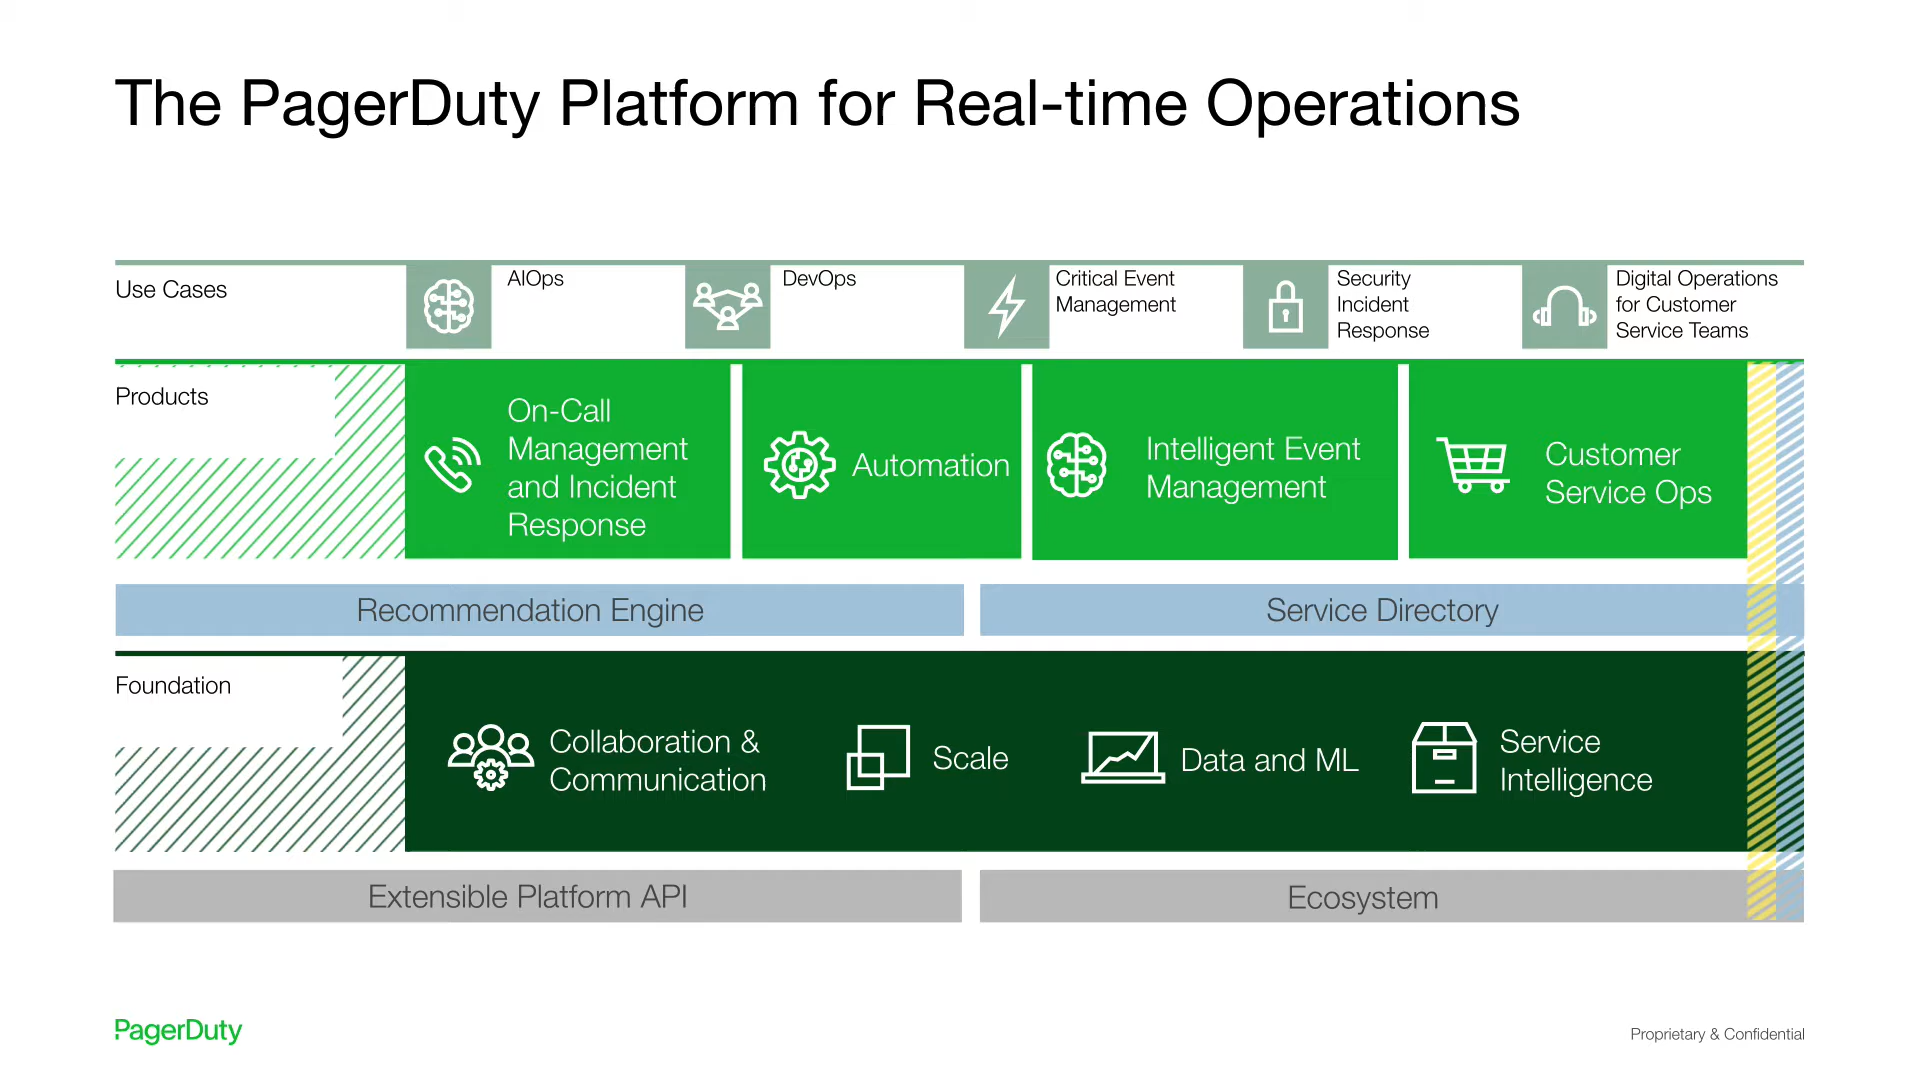 The PagerDuty Platform for Real-time Operations
Use Cases
AIOps
DevOps
Critical Event
Management
Security
Incident
Response
Digital Operations
for Customer
Service Teams
Products
On-Call
Management
and Incident
Response
Automation
Intelligent Event
Management
Customer
Service Ops
Recommendation Engine
Service Directory
Foundation
Collaboration &
Communication
Scale
Data and ML
Service
Intelligence
Extensible Platform API
Ecosystem
PagerDuty
Proprietary & Confidential